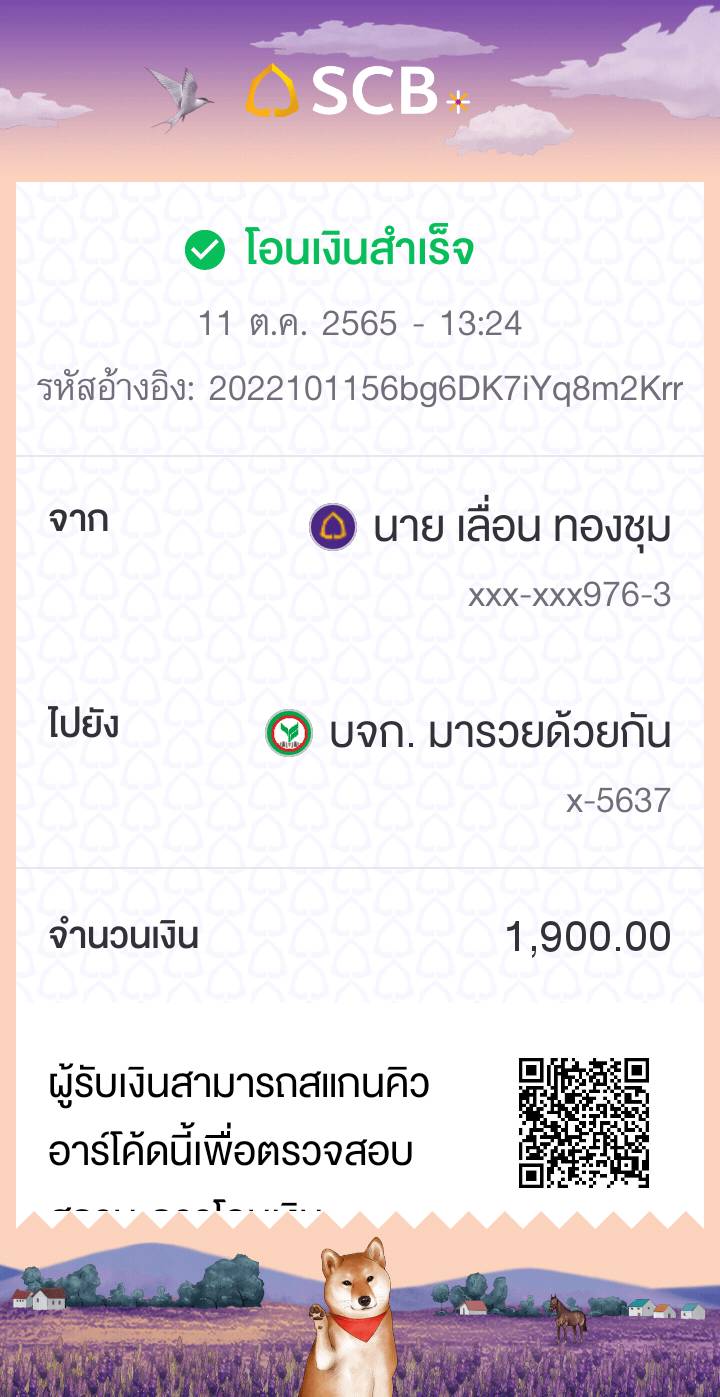 SCB
โอนเงินสำเร็จ
11 ต.ค. 2565 - 13:24
รหัสอ้างอิง: 2022101156bg6DK7iYq8m2Krr
จาก
นาย เลื่อน ทองชุม
xxx-xxx976-3
ไปยัง
บจก. มารวยด้วยกัน
x-5637
จำนวนเงิน
1,900.00
ผู้รับเงินสามารถสแกนคิว
อาร์โค้ดนี้เพื่อตรวจสอบ